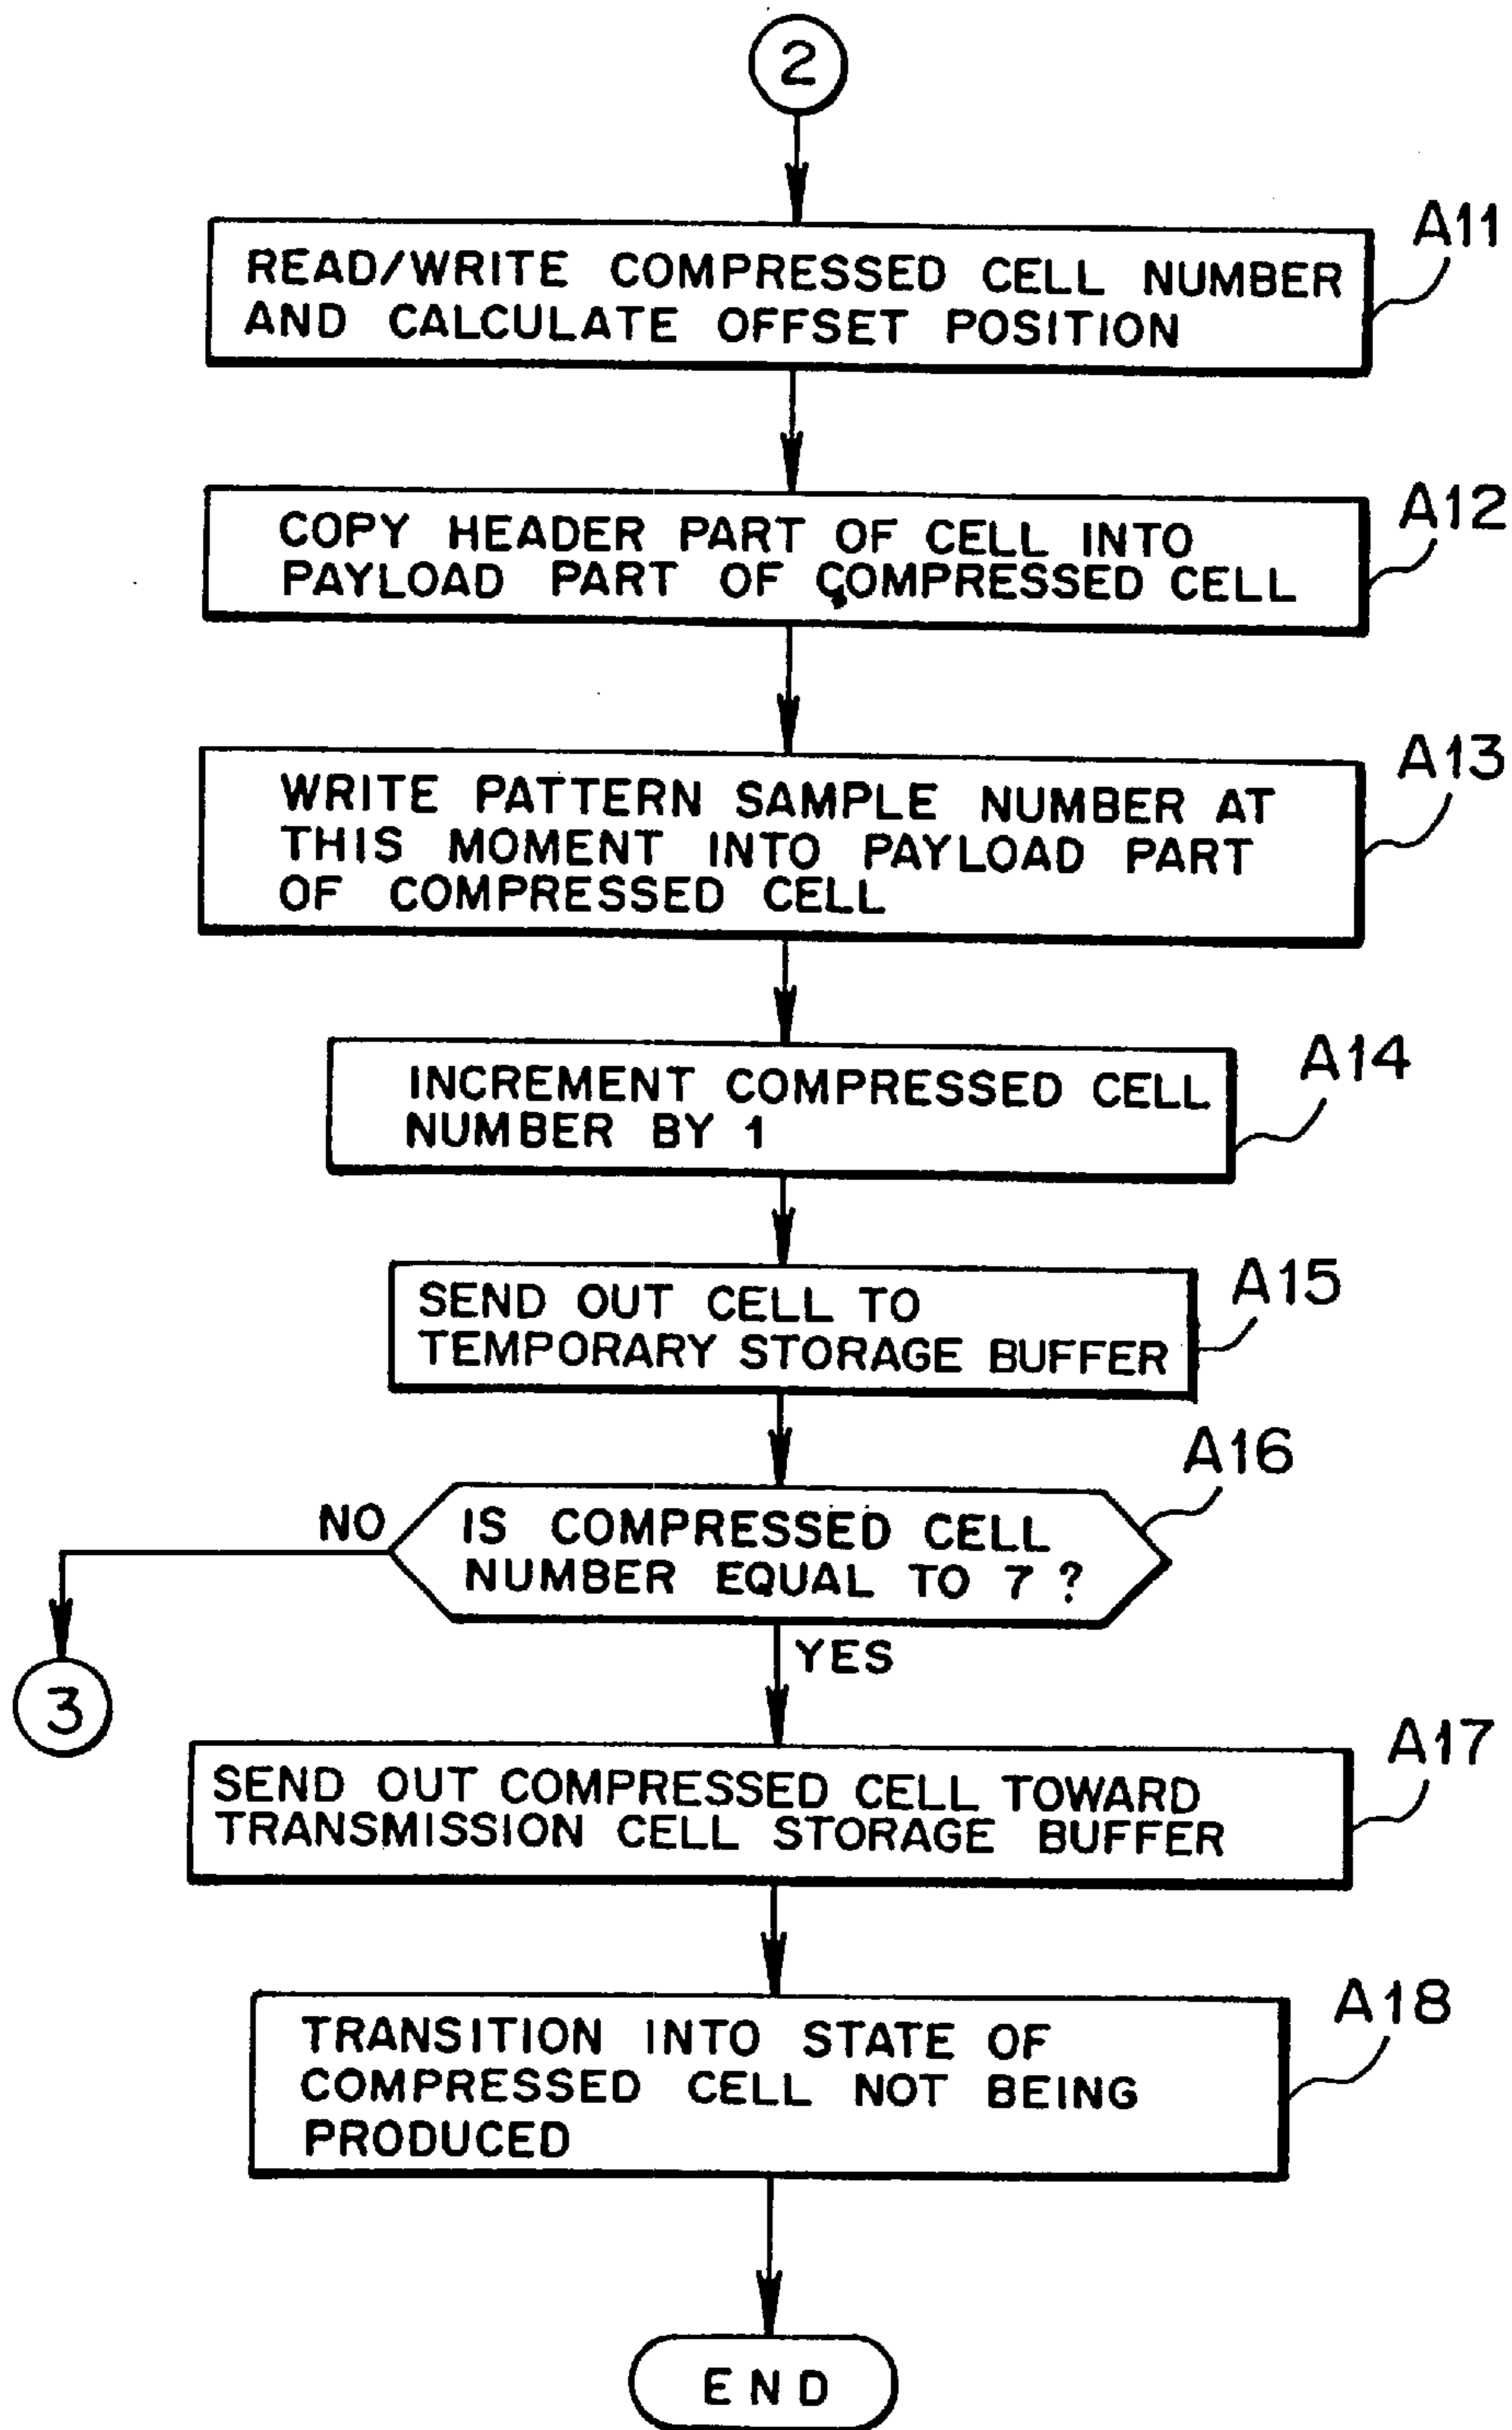 2
A11
READ/WRITE COMPRESSED CELL NUMBER
AND CALCULATE OFFSET POSITION
A12
COPY HEADER PART OF CELL INTO
PAYLOAD PART OF COMPRESSED CELL
A13
WRITE PATTERN SAMPLE NUMBER AT
THIS MOMENT INTO PAYLOAD PART
OF COMPRESSED CELL
A14
INCREMENT COMPRESSED CELL
NUMBER BY 1
A15
SEND OUT CELL TO
TEMPORARY STORAGE BUFFER
A16
NO
IS COMPRESSED CELL
NUMBER EQUAL TO 7 ?
YES
3
A17
SEND OUT COMPRESSED CELL TOWARD
TRANSMISSION CELL STORAGE BUFFER
A18
TRANSITION INTO STATE OF
COMPRESSED CELL NOT BEING
PRODUCED
END